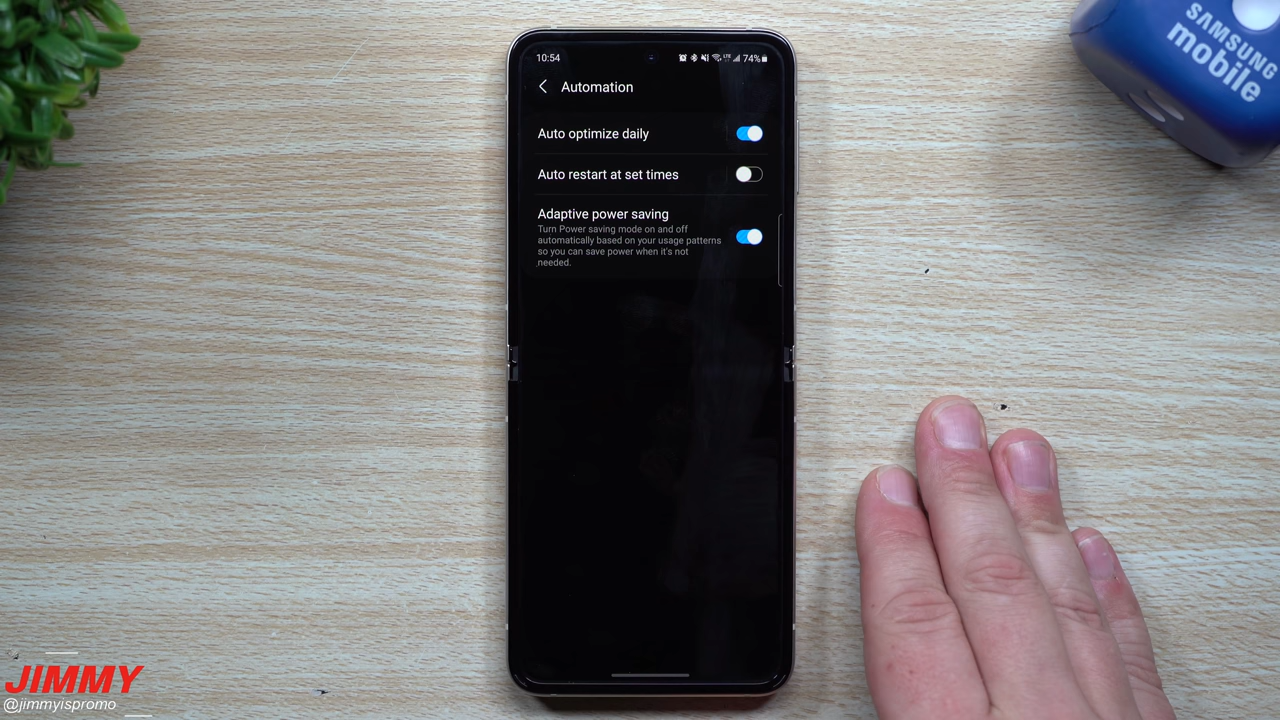 SAMSUNG
mobile
10:54
LTE
74%
Automation
Auto optimize daily
Auto restart at set times
Adaptive power saving
Turn Power saving mode on and off
automatically based on your usage patterns
so you can save power when it's not
needed.
JIMMY
@jimmyispromo